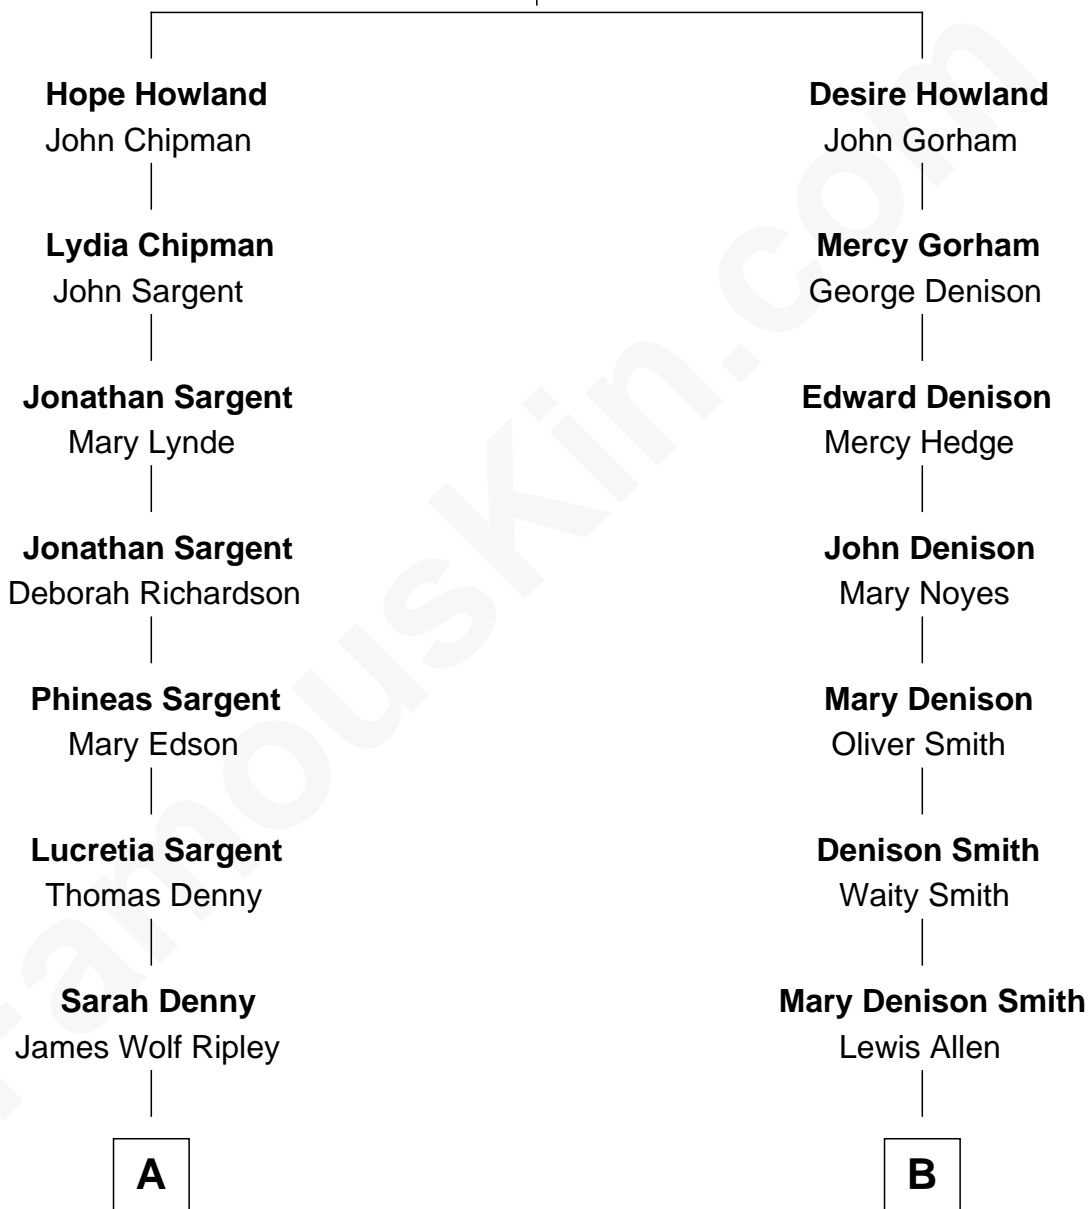 Hope Howland
John Chipman
Lydia Chipman
John Sargent
Jonathan Sargent
Mary Lynde
Jonathan Sargent
Deborah Richardson
Phineas Sargent
Mary Edson
Lucretia Sargent
Thomas Denny
Sarah Denny
James Wolf Ripley
A
Desire Howland
John Gorham
Mercy Gorham
George Denison
Edward Denison
Mercy Hedge
John Denison
Mary Noyes
Mary Denison
Oliver Smith
Denison Smith
Waity Smith
Mary Denison Smith
Lewis Allen
B
FamousKin.com